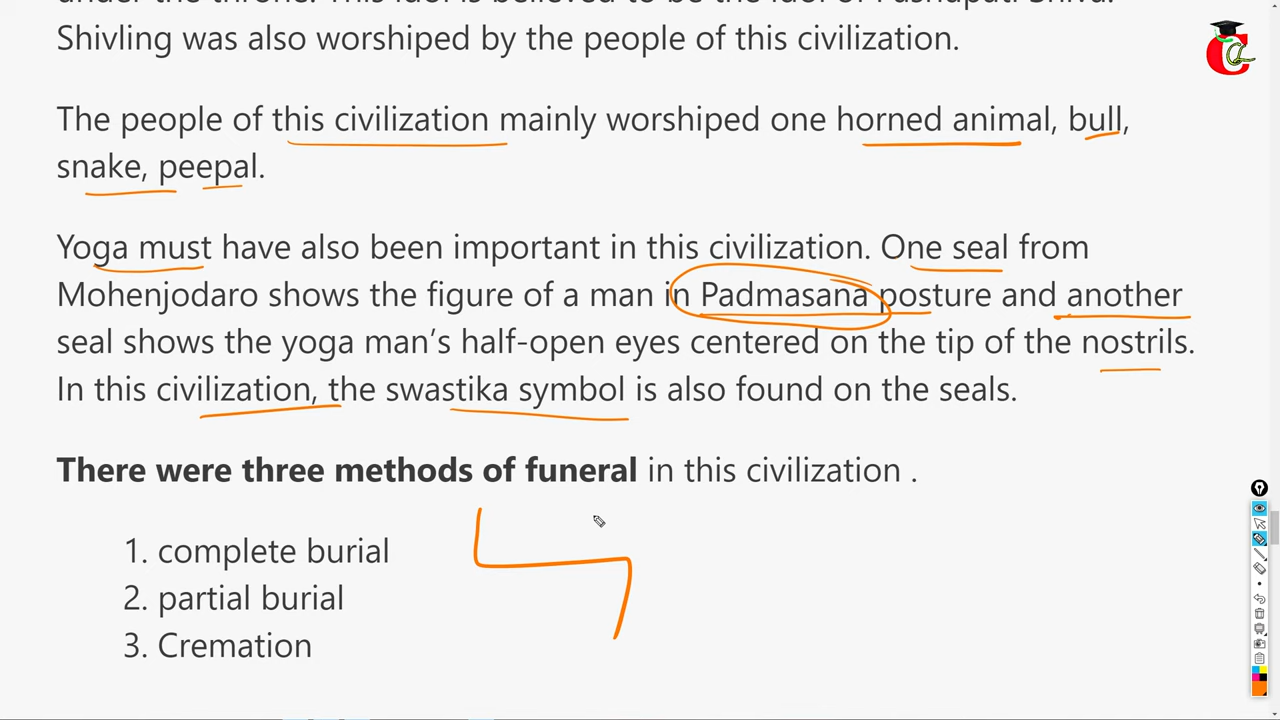 Shivling was also worshiped by the people of this civilization.
The people of this civilization mainly worshiped one horned animal, bull,
snake, peepal.
Yoga must have also been important in this civilization. One seal from
Mohenjodaro shows the figure of a man in Padmasana posture and another
seal shows the yoga man’s half-open eyes centered on the tip of the nostrils.
In this civilization, the swastika symbol is also found on the seals.
There were three methods of funeral in this civilization .
1. complete burial
2. partial burial
3. Cremation